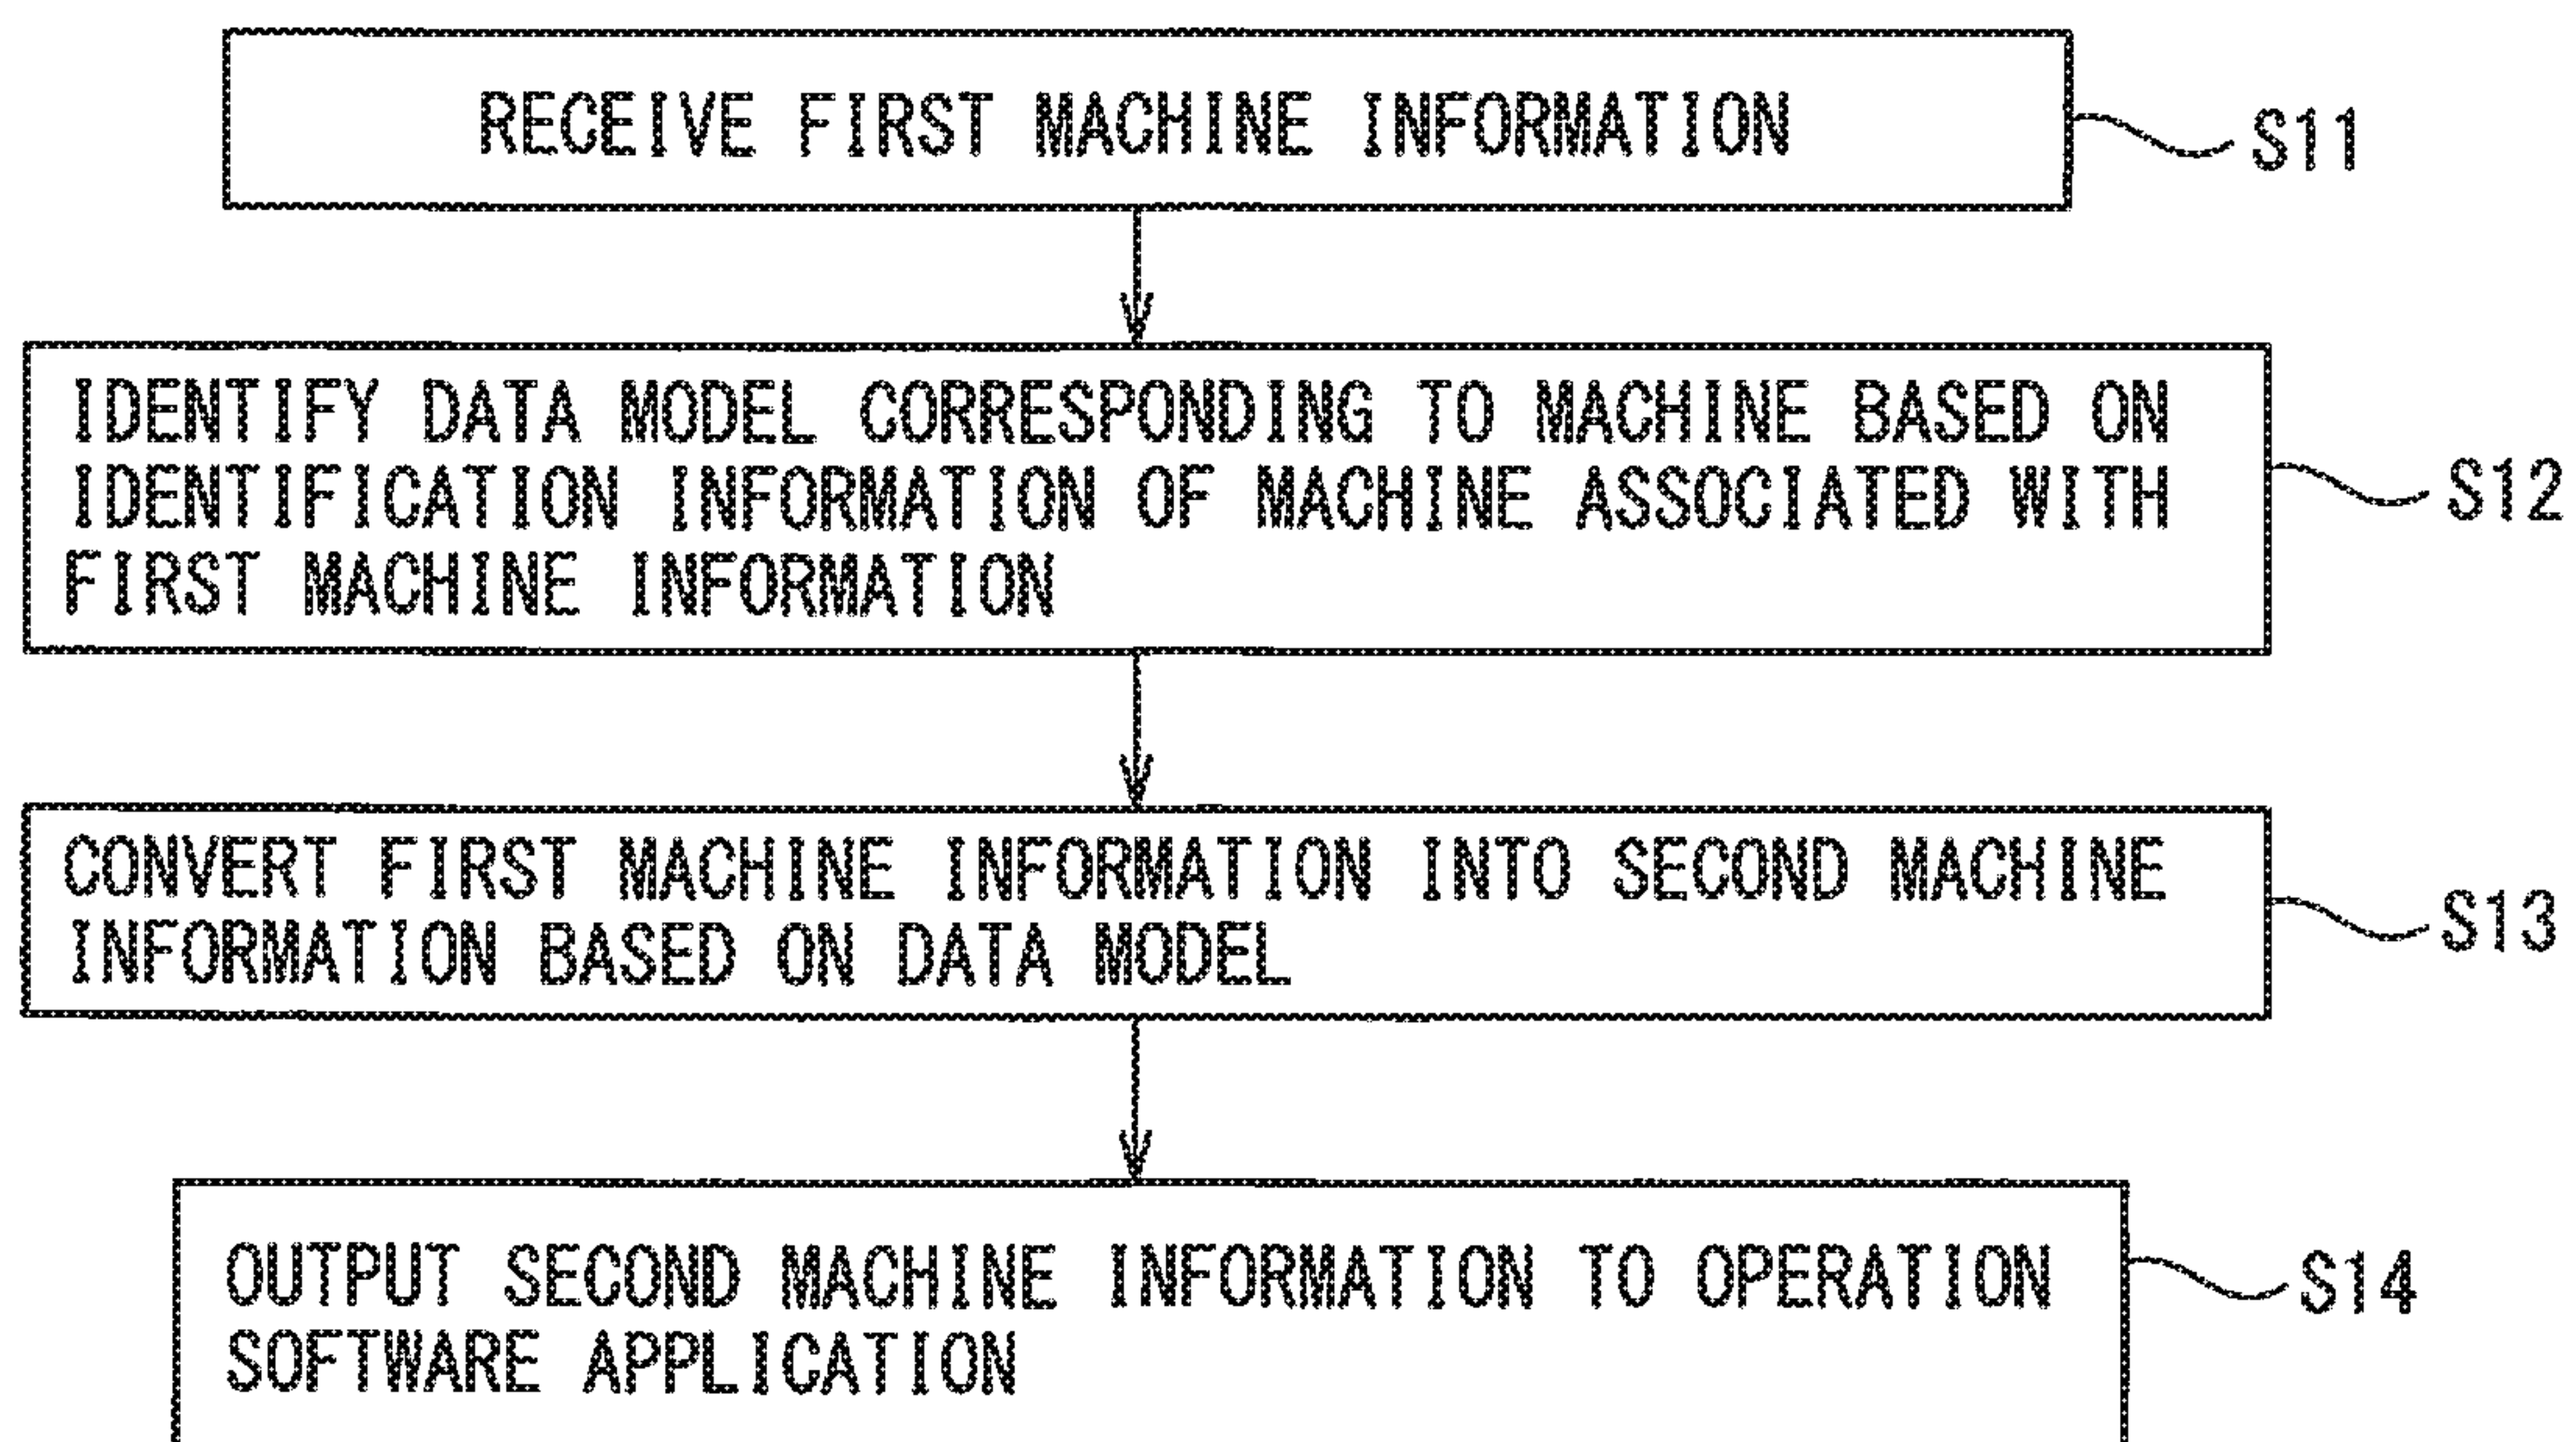 RECEIVE FIRST MACHINE INFORMATION
S11
IDENTIFY DATA MODEL CORRESPONDING TO MACHINE BASED ON
IDENTIFICATION INFORMATION OF MACHINE ASSOCIATED WITH
FIRST MACHINE INFORMATION
S12
CONVERT FIRST MACHINE INFORMATION INTO SECOND MACHINE
INFORMATION BASED ON DATA MODEL
S13
OUTPUT SECOND MACHINE INFORMATION TO OPERATION
SOFTWARE APPLICATION
S14